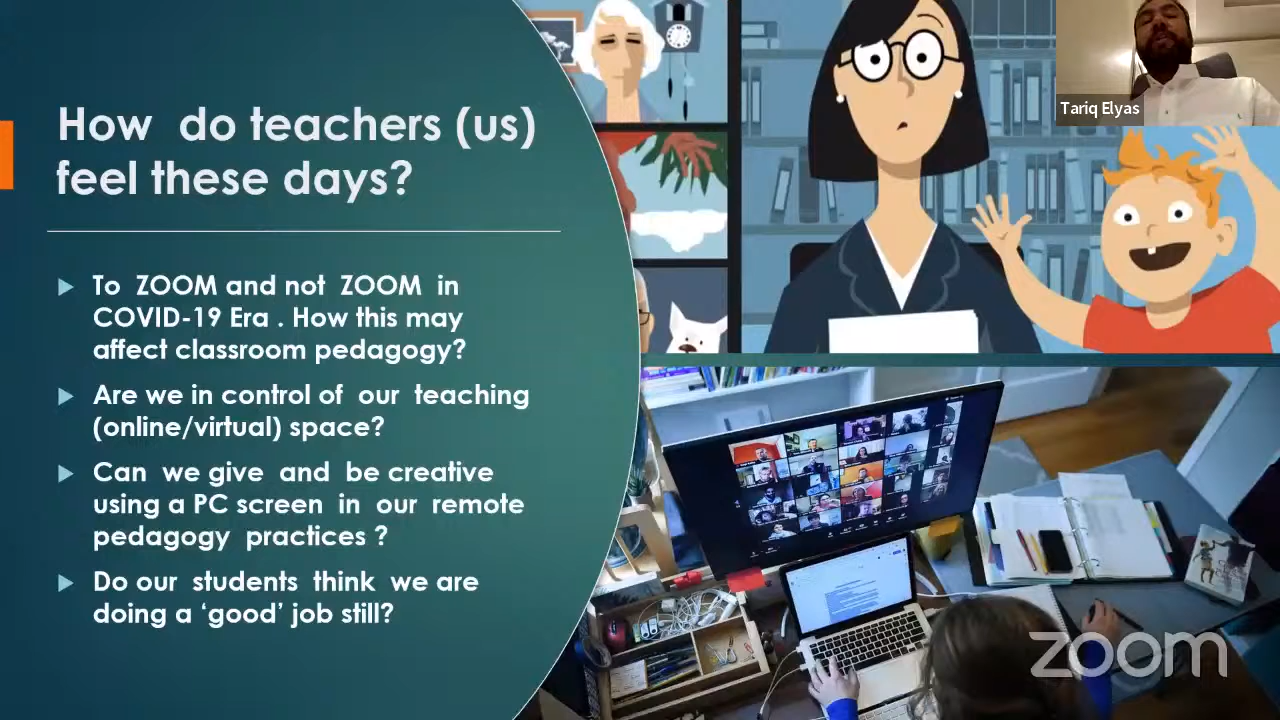 How do teachers (us)
feel these days?
To ZOOM and not ZOOM in
COVID-19 Era . How this may
affect classroom pedagogy?
Are we in control of our teaching
(online/virtual) space?
Can we give and be creative
using a PC screen in our remote
pedagogy practices ?
Do our students think we are
doing a ‘good’ job still?
Tariq Elyas
zoom